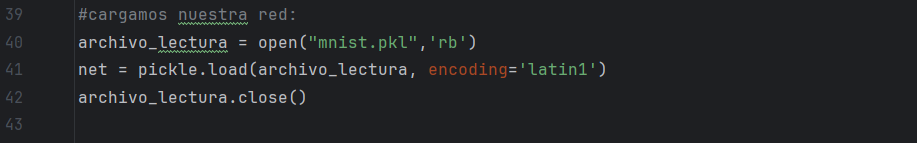 39 #cargamos nuestra red:
40 archivo_lectura = open("mnist.pkl",'rb')
41 net = pickle.load(archivo_lectura, encoding='latin1')
42 archivo_lectura.close()
43